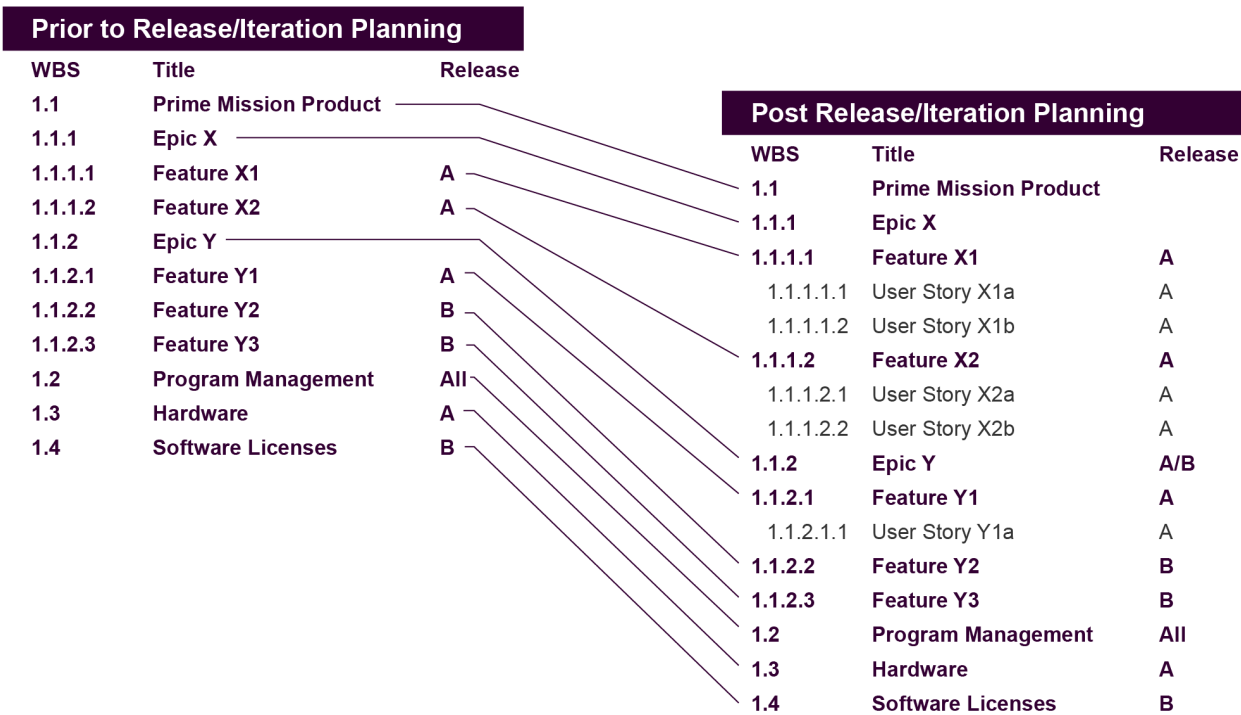 Prior to Release/Iteration Planning
WBS Title Release
1.1 Prime Mission Product
1.1.1 Epic X
1.1.1.1 Feature X1 A
1.1.1.2 Feature X2 A
1.1.2 Epic Y
1.1.2.1 Feature Y1 A
1.1.2.2 Feature Y2 B
1.1.2.3 Feature Y3 B
1.2 Program Management All
1.3 Hardware A
1.4 Software Licenses B
Post Release/Iteration Planning
WBS Title Release
1.1 Prime Mission Product
1.1.1 Epic X
1.1.1.1 Feature X1 A
1.1.1.1.1 User Story X1a A
1.1.1.1.2 User Story X1b A
1.1.1.2 Feature X2 A
1.1.1.2.1 User Story X2a A
1.1.1.2.2 User Story X2b A
1.1.2 Epic Y A/B
1.1.2.1 Feature Y1 A
1.1.2.1.1 User Story Y1a A
1.1.2.2 Feature Y2 B
1.1.2.3 Feature Y3 B
1.2 Program Management All
1.3 Hardware A
1.4 Software Licenses B